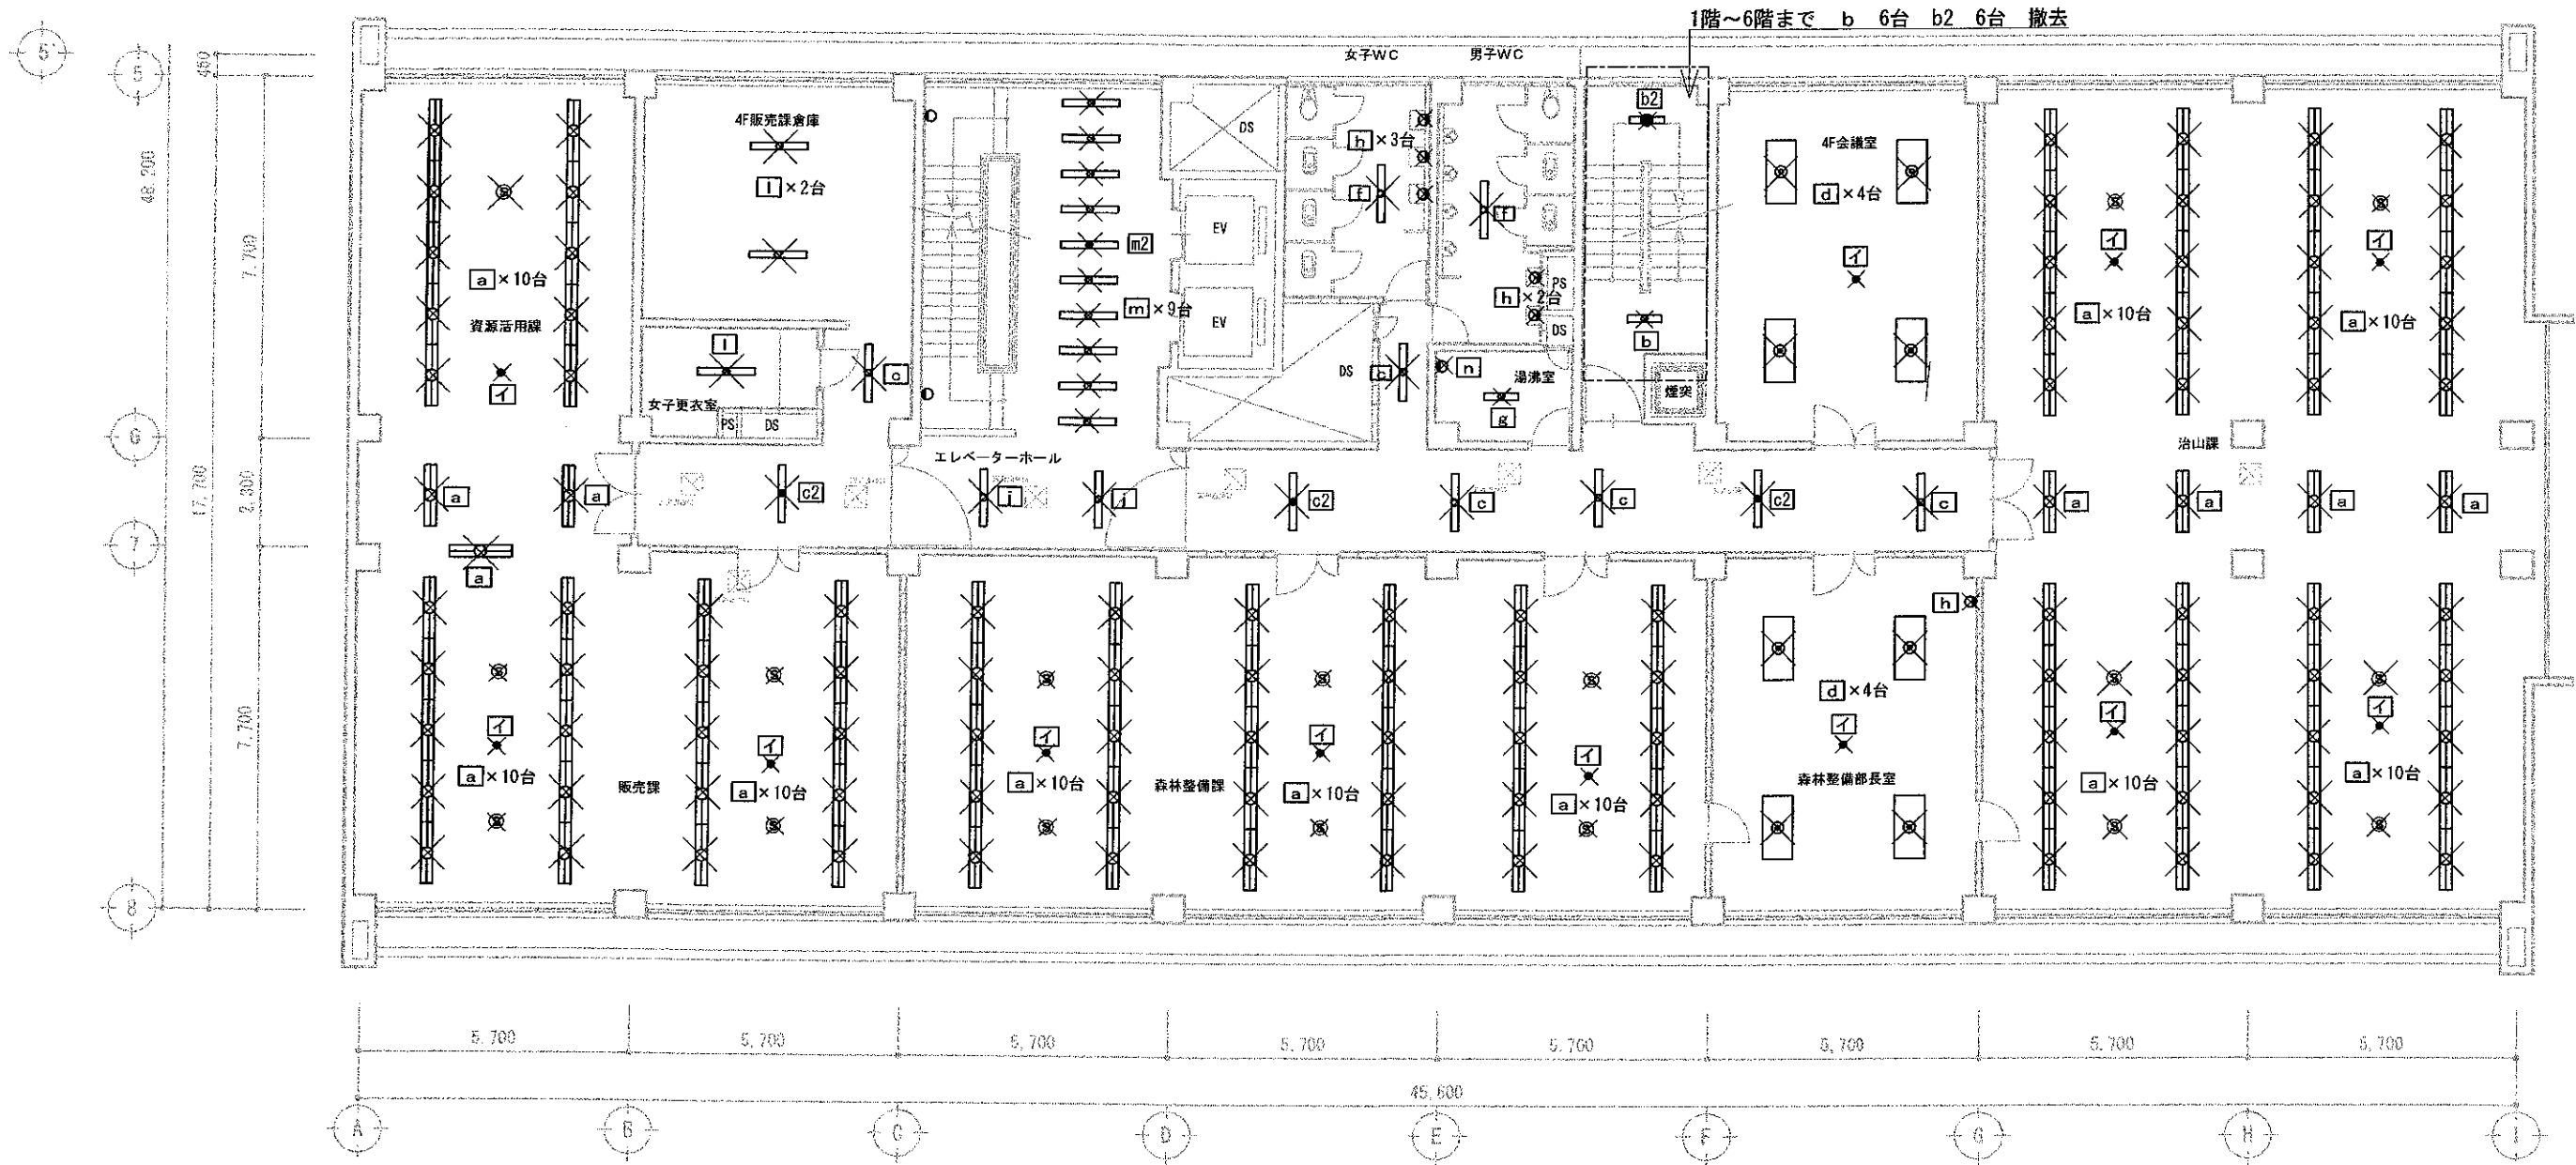 1階～6階まで b 6台 b2 6台 撤去
女子WC
男子WC
5'
5
6
7
8
460
48,200
17,700
7,700
2,300
7,700
4F販売課倉庫
l ×2台
a ×10台
資源活用課
イ
l
女子更衣室
PS
DS
c
m2
m ×9台
DS
EV
EV
h ×3台
f
f
h ×2台
PS
DS
b2
b
DS
c
n
湯沸室
g
煙突
4F会議室
d ×4台
イ
イ
a ×10台
イ
a ×10台
治山課
エレベーターホール
a
a
c2
j
j
c2
c
c
c2
c
a
a
a
a
a
イ
a ×10台
販売課
イ
a ×10台
イ
a ×10台
森林整備課
イ
a ×10台
イ
a ×10台
h
d ×4台
イ
森林整備部長室
イ
a ×10台
イ
a ×10台
5,700
5,700
5,700
5,700
5,700
5,700
5,700
5,700
45,600
A
B
C
D
E
F
G
H
I